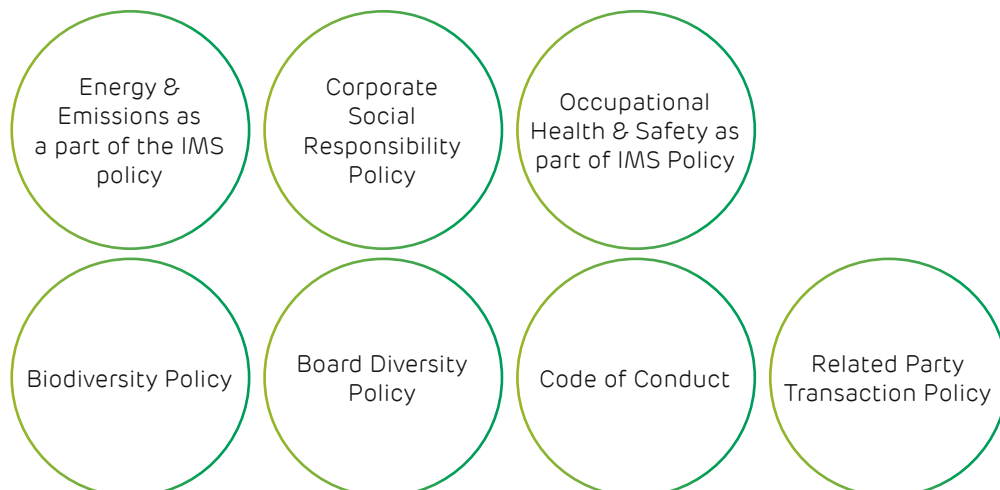 Energy &
Emissions as
a part of the IMS
policy
Corporate
Social
Responsibility
Policy
Occupational
Health & Safety as
part of IMS Policy
Biodiversity Policy
Board Diversity
Policy
Code of Conduct
Related Party
Transaction Policy